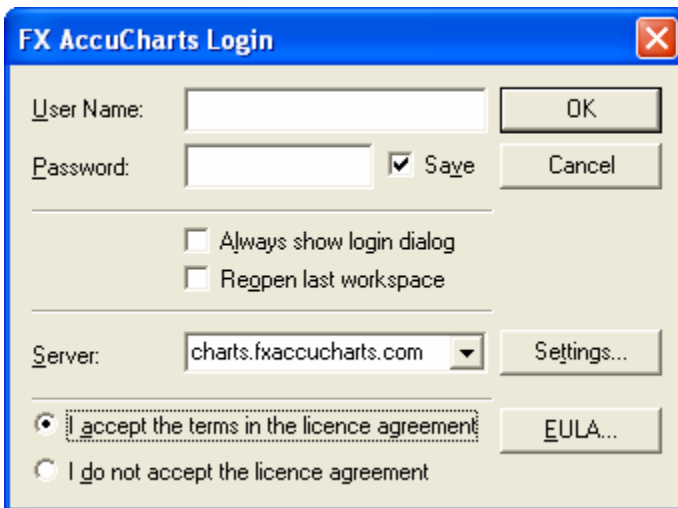 FX AccuCharts Login
User Name:
OK
Password:
Save
Cancel
Always show login dialog
Reopen last workspace
Server:
charts.fxaccucharts.com
Settings...
I accept the terms in the licence agreement
EULA...
I do not accept the licence agreement